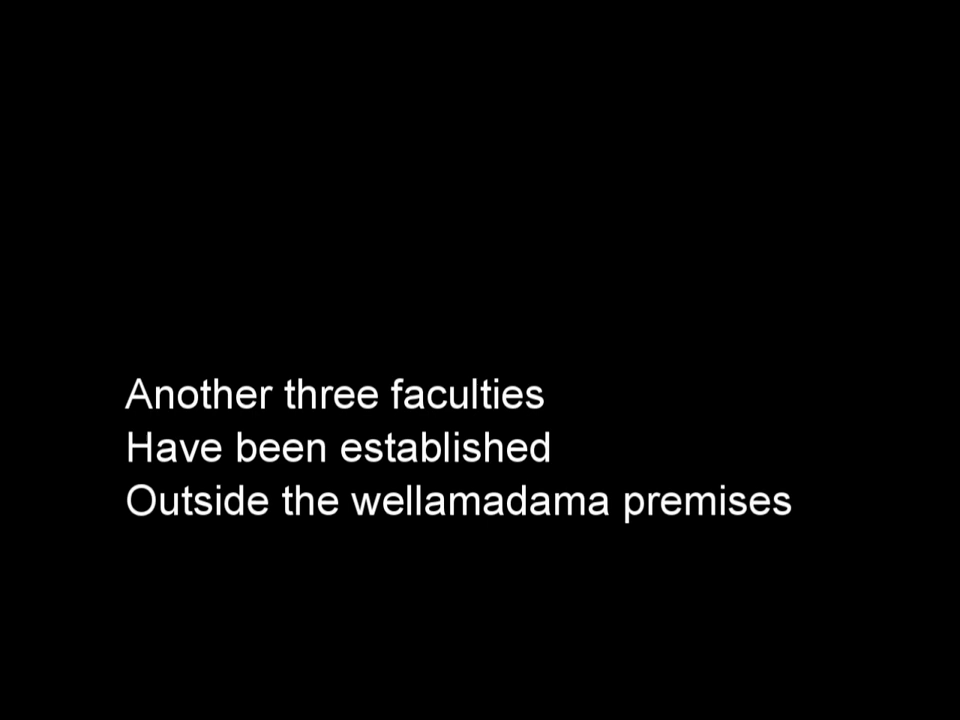 Another three faculties
Have been established
Outside the wellamadama premises